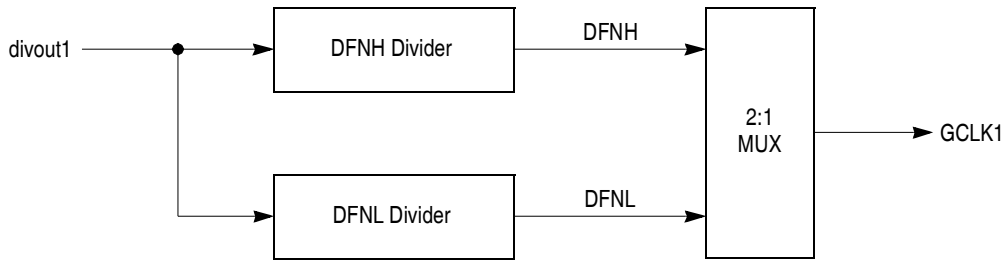 divout1
DFNH Divider
DFNH
2:1
MUX
GCLK1
DFNL Divider
DFNL